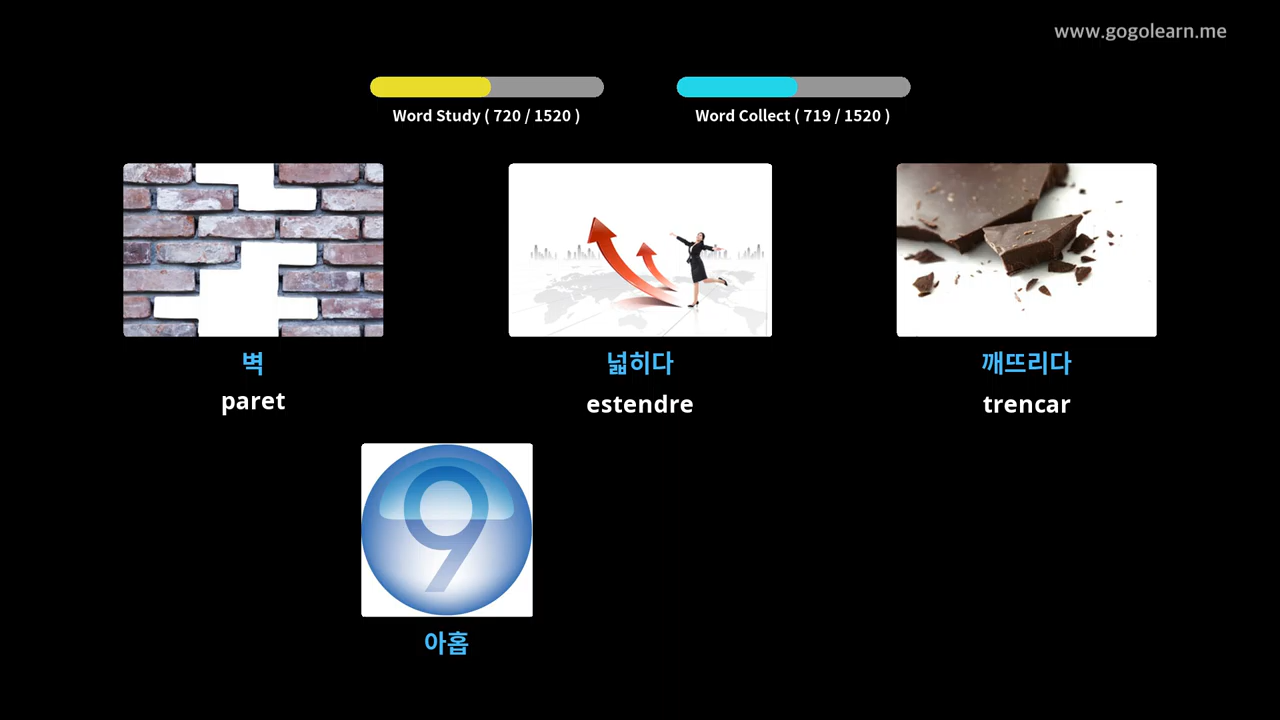 www.gogolearn.me
Word Study ( 720 / 1520 )
Word Collect ( 719 / 1520 )
벽
paret
넓히다
estendre
깨뜨리다
trencar
9
아홉